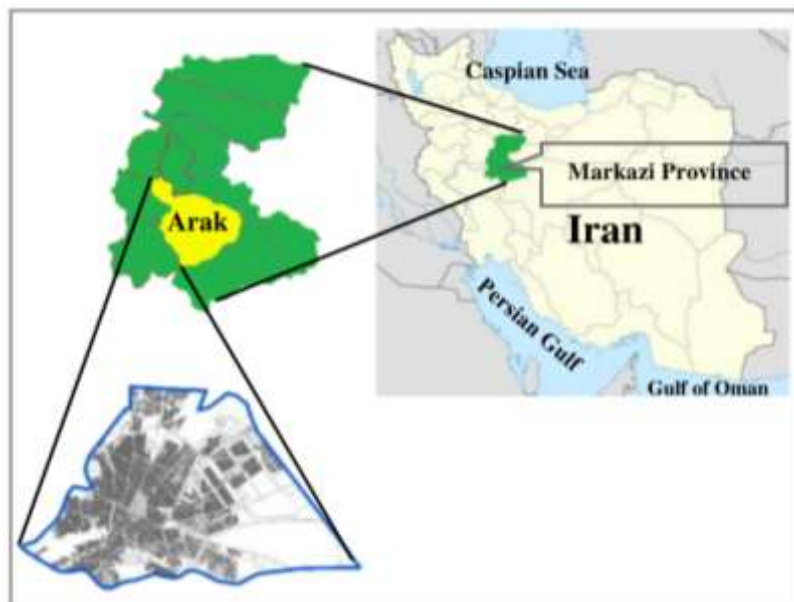 Caspian Sea
Markazi Province
Arak
Iran
Persian Gulf
Gulf of Oman